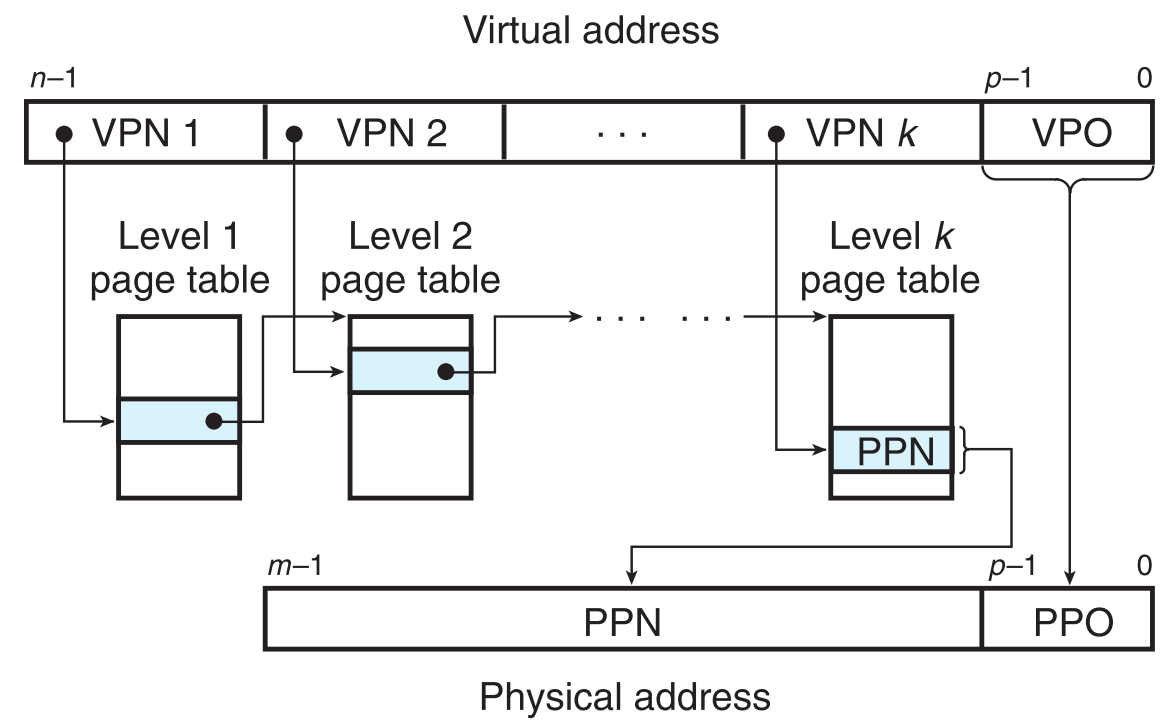 Virtual address
n–1 p–1 0
VPN 1 VPN 2 . . . VPN k VPO
Level 1 Level 2 Level k
page table page table page table
. . . . . .
PPN
m–1 p–1 0
PPN PPO
Physical address